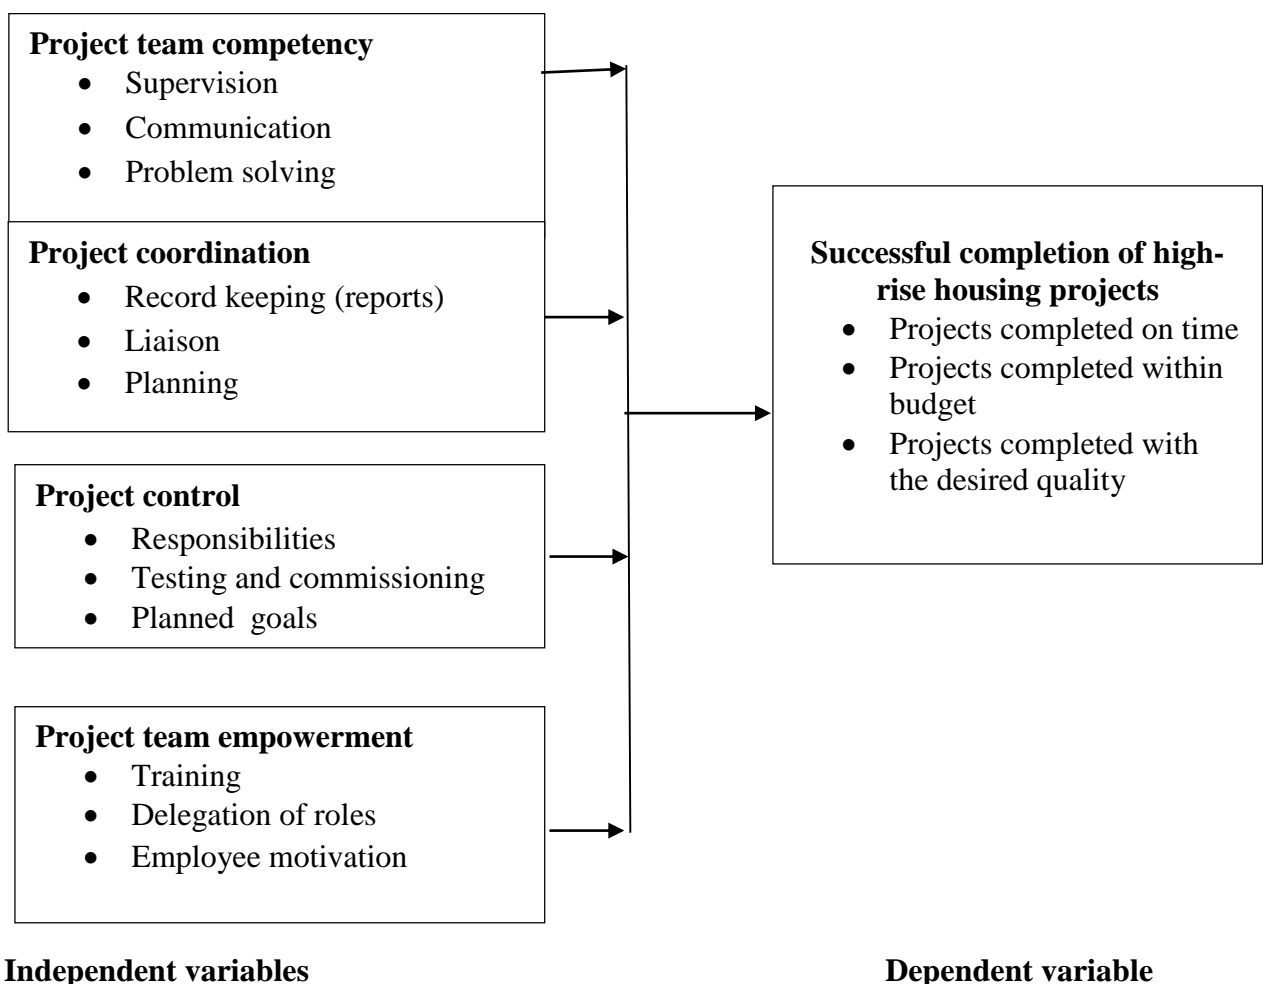 Project team competency
• Supervision
• Communication
• Problem solving
Project coordination
• Record keeping (reports)
• Liaison
• Planning
Project control
• Responsibilities
• Testing and commissioning
• Planned  goals
Project team empowerment
• Training
• Delegation of roles
• Employee motivation
Successful completion of high-
rise housing projects
• Projects completed on time
• Projects completed within
budget
• Projects completed with
the desired quality
Independent variables
Dependent variable